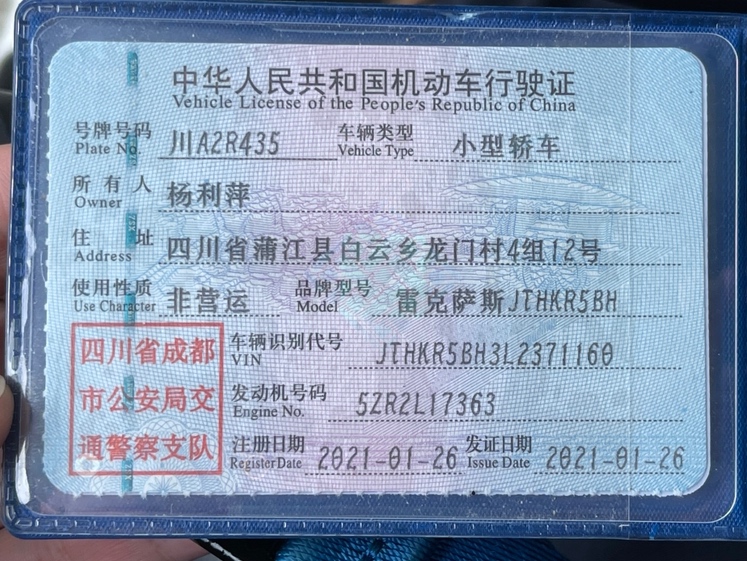 中华人民共和国机动车行驶证
Vehicle License of the People's Republic of China
号牌号码 川A2R435 车辆类型 小型轿车
Plate No. Vehicle Type
所有人 杨利萍
Owner
住址 四川省蒲江县白云乡龙门村4组12号
Address
使用性质 非营运 品牌型号 雷克萨斯JTHKR5BH
Use Character Model
四川省成都
市公安局交
通警察支队
车辆识别代号 JTHKR5BH3L2371160
VIN
发动机号码 5ZR2L17363
Engine No.
注册日期 2021-01-26 发证日期 2021-01-26
Register Date Issue Date